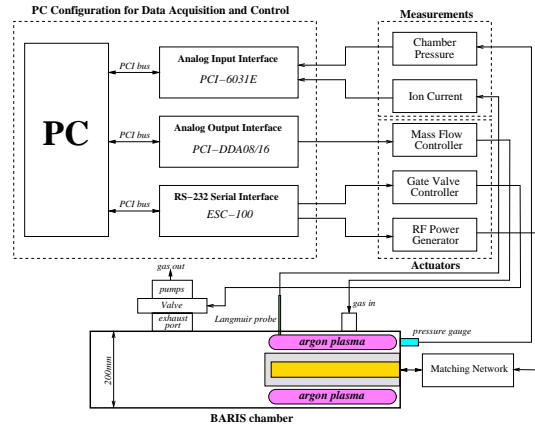 PC Configuration for Data Acquisition and Control
Measurements
PC
PCI bus
Analog Input Interface
PCI−6031E
PCI bus
Analog Output Interface
PCI−DDA08/16
PCI bus
RS−232 Serial Interface
ESC−100
Chamber
Pressure
Ion Current
Mass Flow
Controller
Gate Valve
Controller
RF Power
Generator
Actuators
gas out
pumps
Valve
exhaust
port
Langmuir probe
gas in
pressure gauge
200mm
argon plasma
argon plasma
Matching Network
BARIS chamber